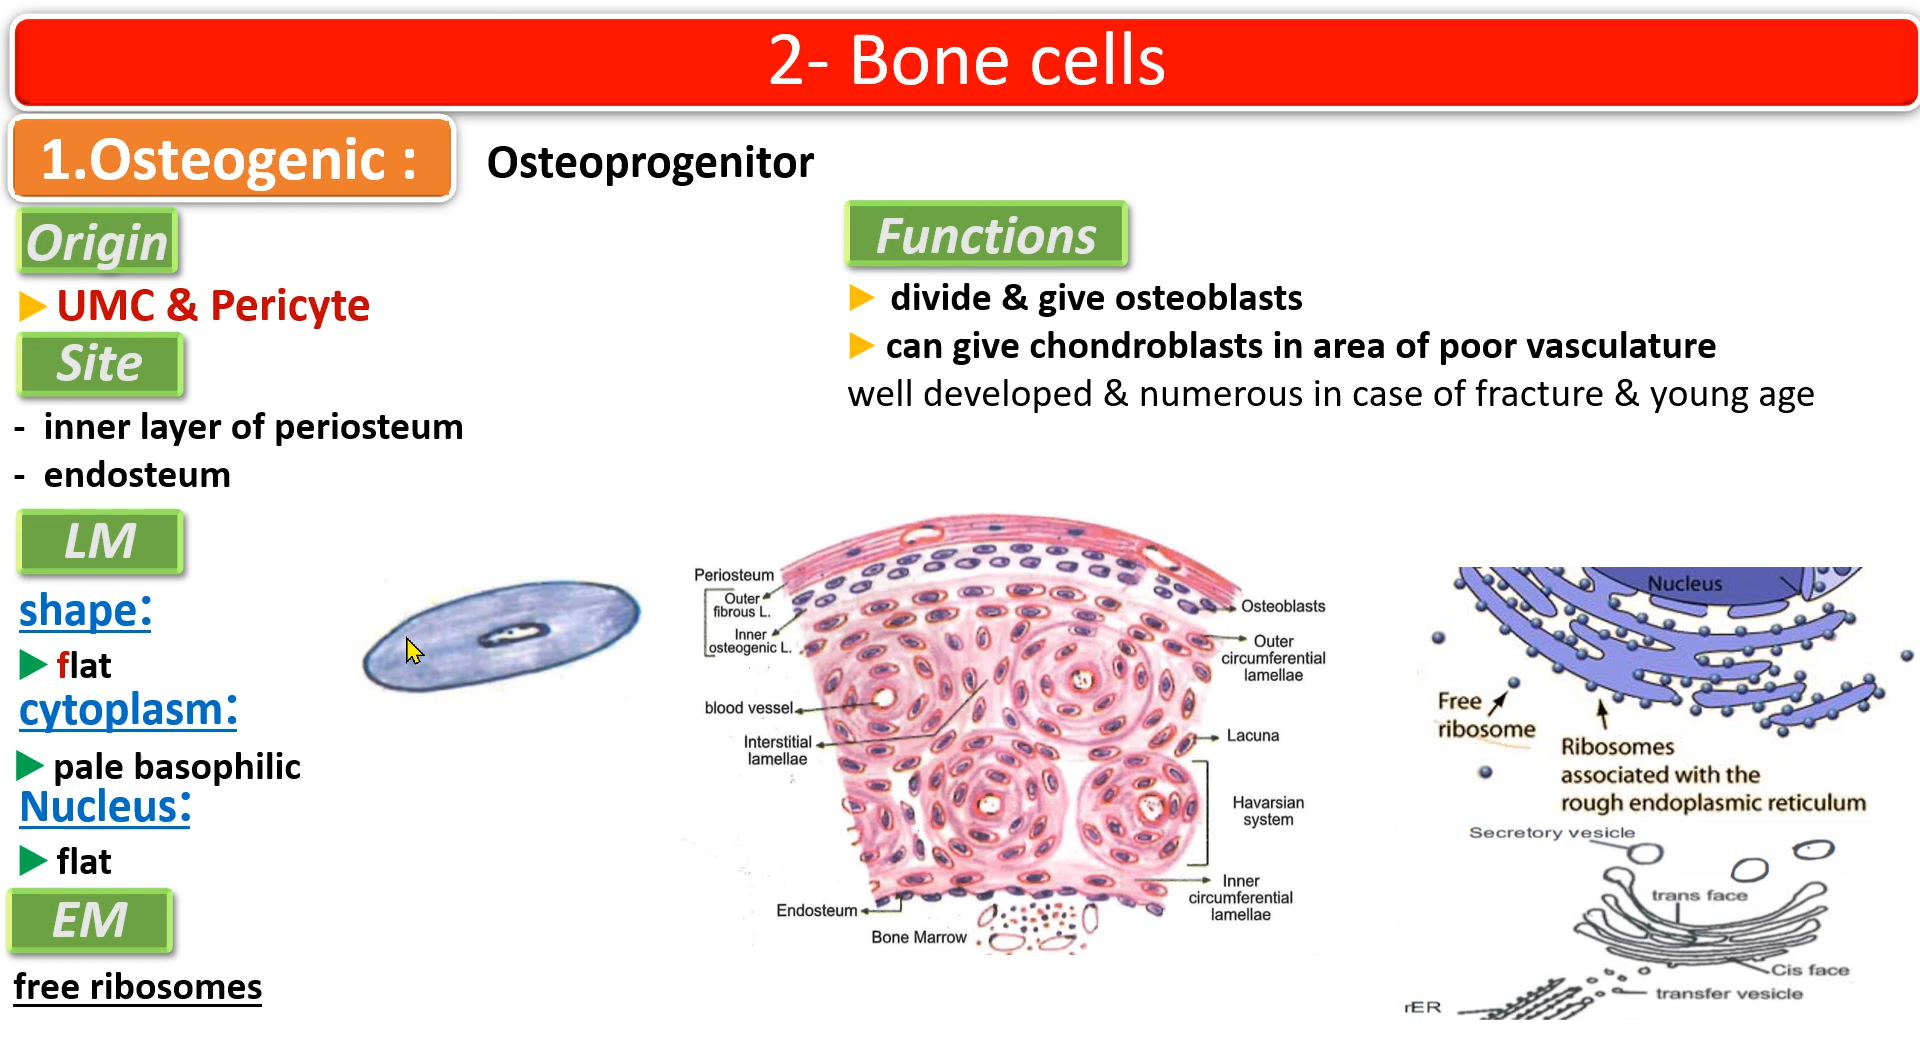 2- Bone cells
1.Osteogenic :
Osteoprogenitor
Origin
UMC & Pericyte
Site
- inner layer of periosteum
- endosteum
LM
shape:
flat
cytoplasm:
pale basophilic
Nucleus:
flat
EM
free ribosomes
Functions
divide & give osteoblasts
can give chondroblasts in area of poor vasculature
well developed & numerous in case of fracture & young age
Periosteum
Outer
fibrous L.
Inner
osteogenic L.
blood vessel
Interstitial
lamellae
Endosteum
Bone Marrow
Osteoblasts
Outer
circumferential
lamellae
Lacuna
Havarsian
system
Inner
circumferential
lamellae
Nucleus
Free
ribosome
Ribosomes
associated with the
rough endoplasmic reticulum
Secretory vesicle
trans face
Cis face
transfer vesicle
rER